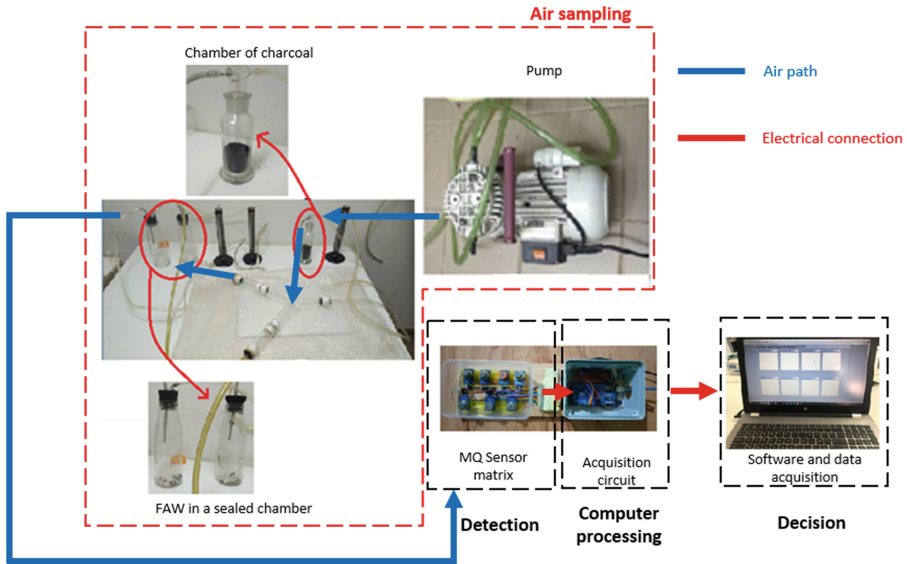 Air sampling
Chamber of charcoal
Pump
Air path
Electrical connection
FAW in a sealed chamber
MQ Sensor
matrix
Acquisition
circuit
Software and data
acquisition
Detection
Computer
processing
Decision